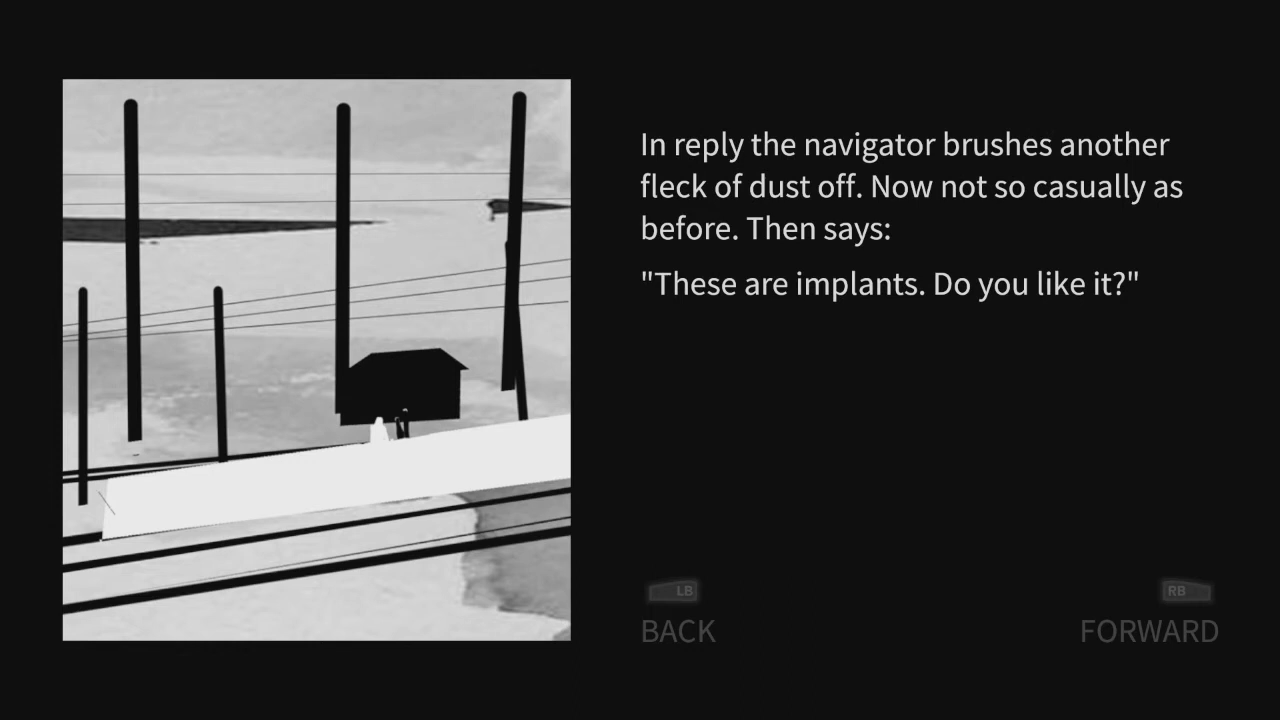 In reply the navigator brushes another
fleck of dust off. Now not so casually as
before. Then says:
"These are implants. Do you like it?"
LB
RB
BACK
FORWARD